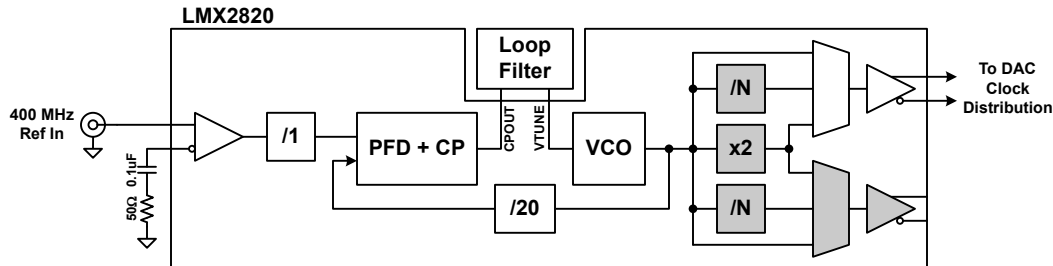 LMX2820
Loop
Filter
400 MHz
Ref In
/1
PFD + CP
CPOUT
VTUNE
VCO
/N
x2
/N
/20
50Ω 0.1uF
To DAC
Clock
Distribution